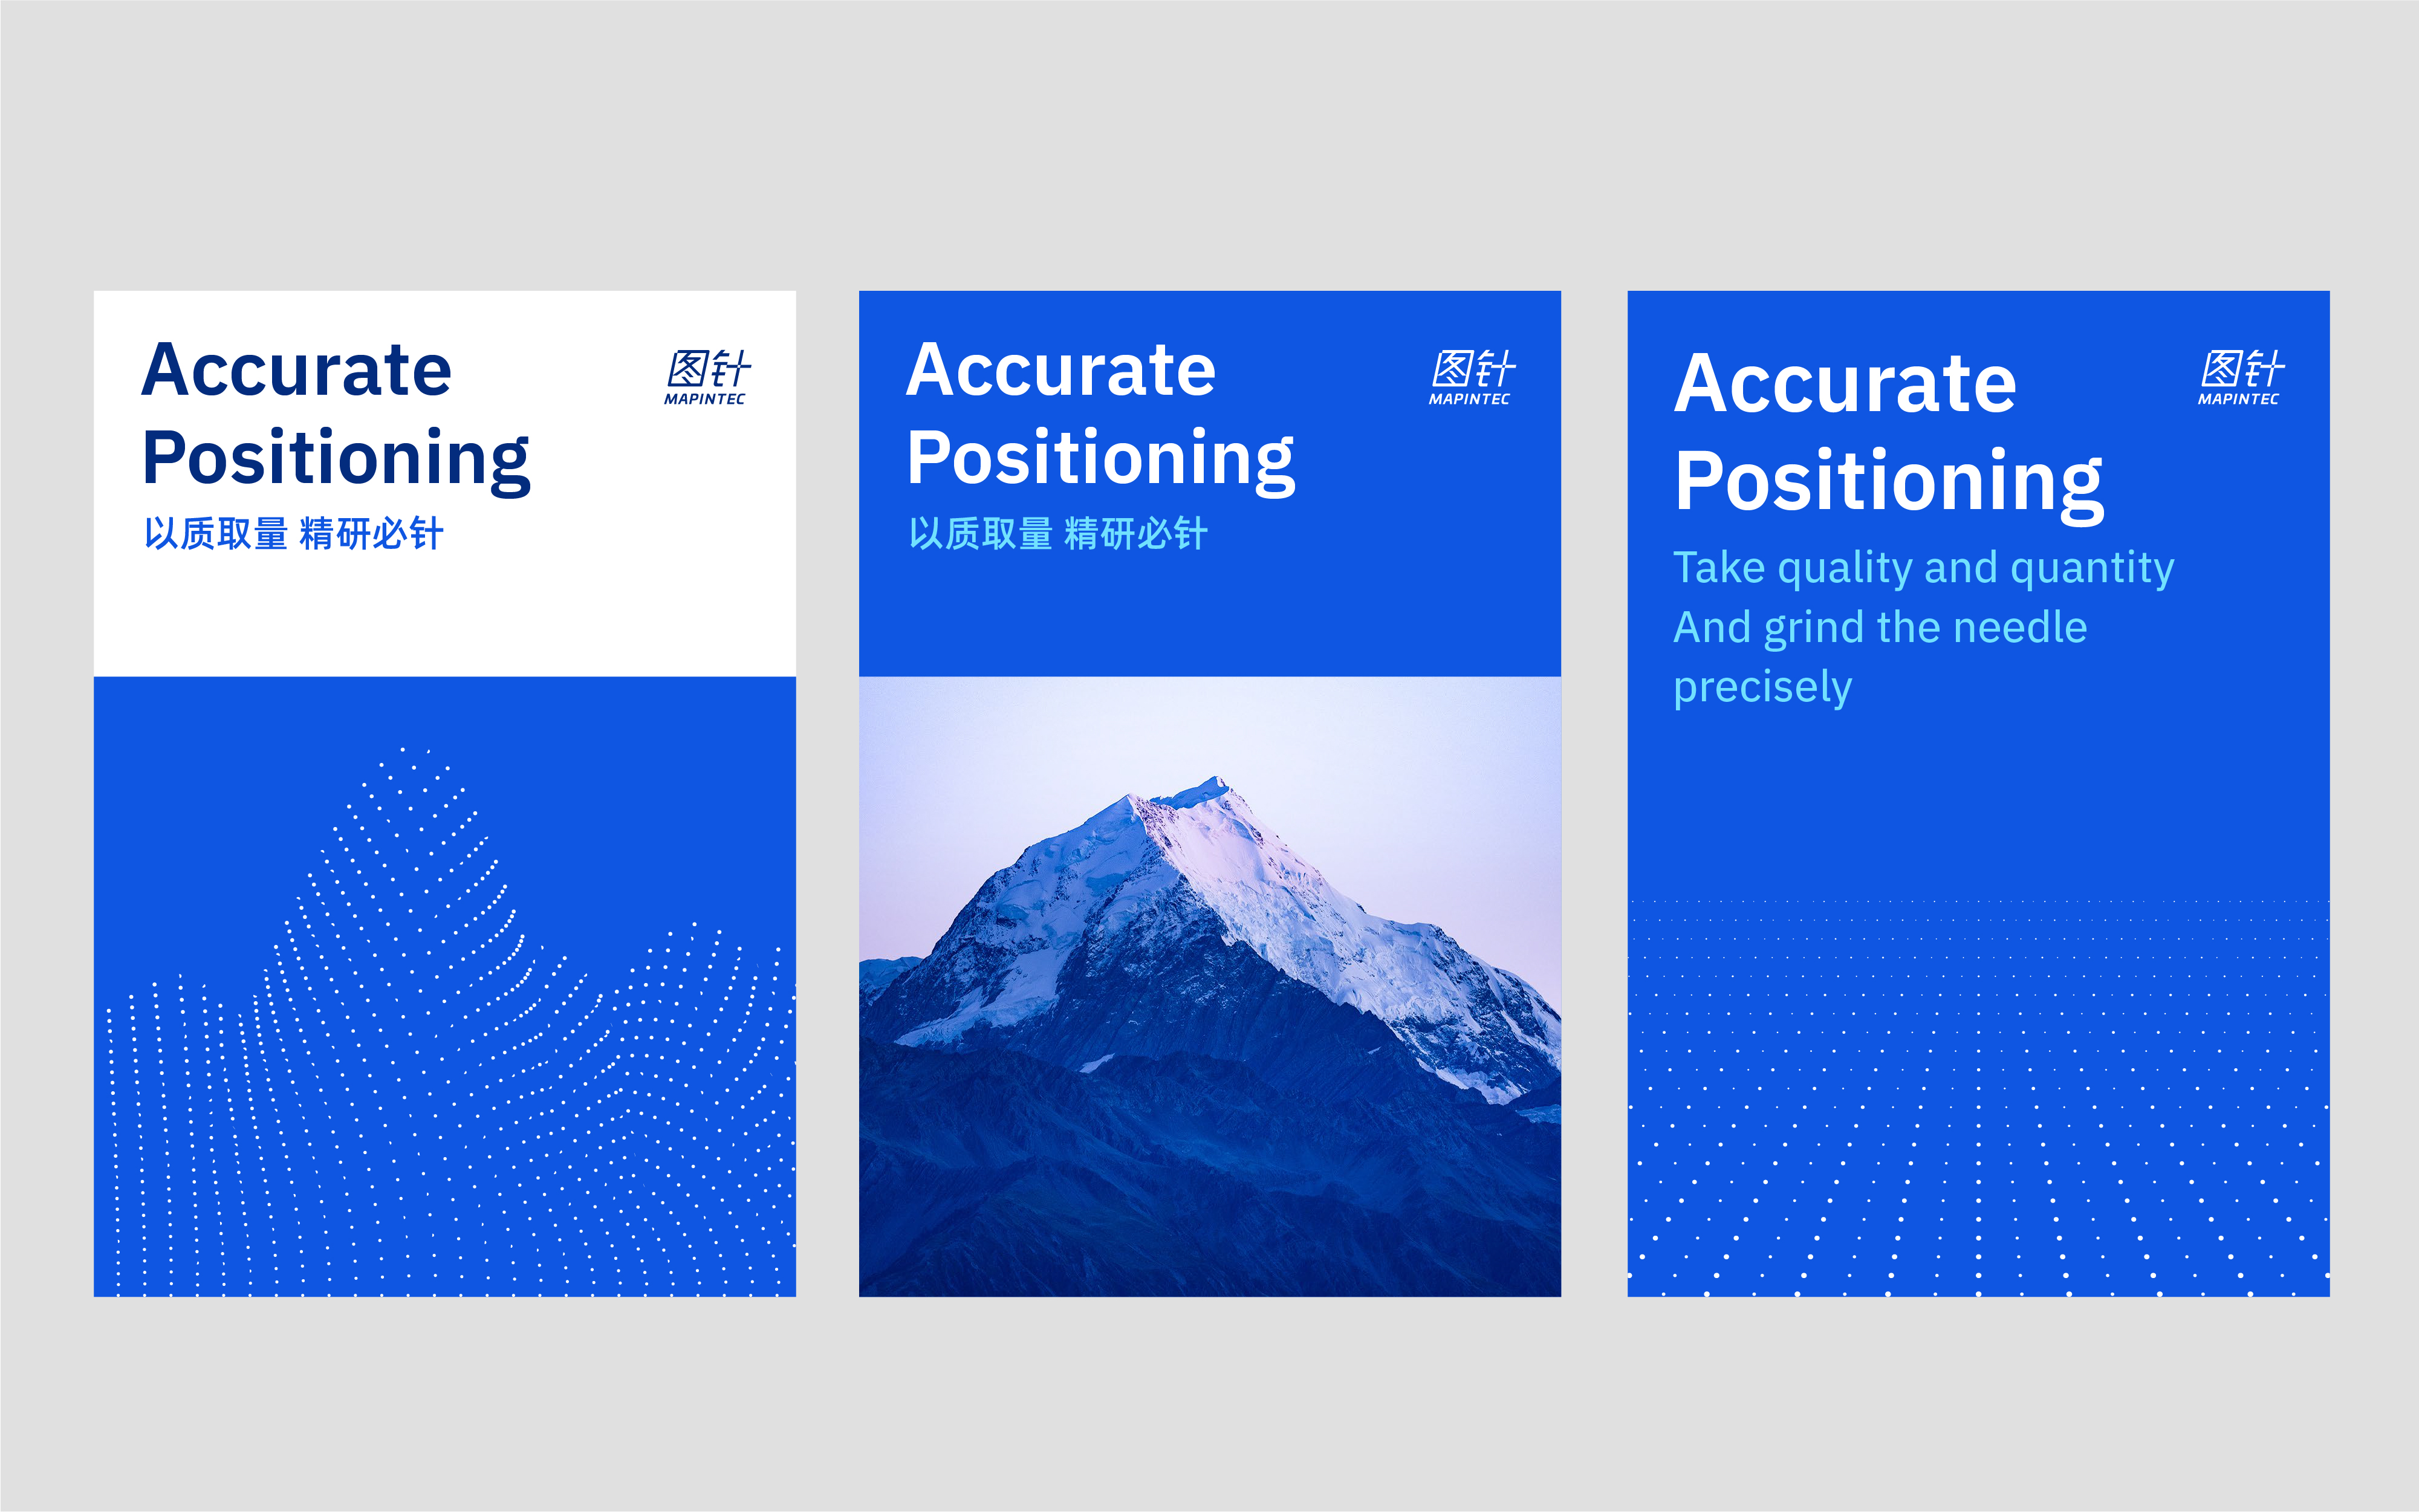 Accurate
Positioning
以质取量 精研必针
图针
MAPINTEC
Accurate
Positioning
以质取量 精研必针
图针
MAPINTEC
Accurate
Positioning
Take quality and quantity
And grind the needle
precisely
图针
MAPINTEC